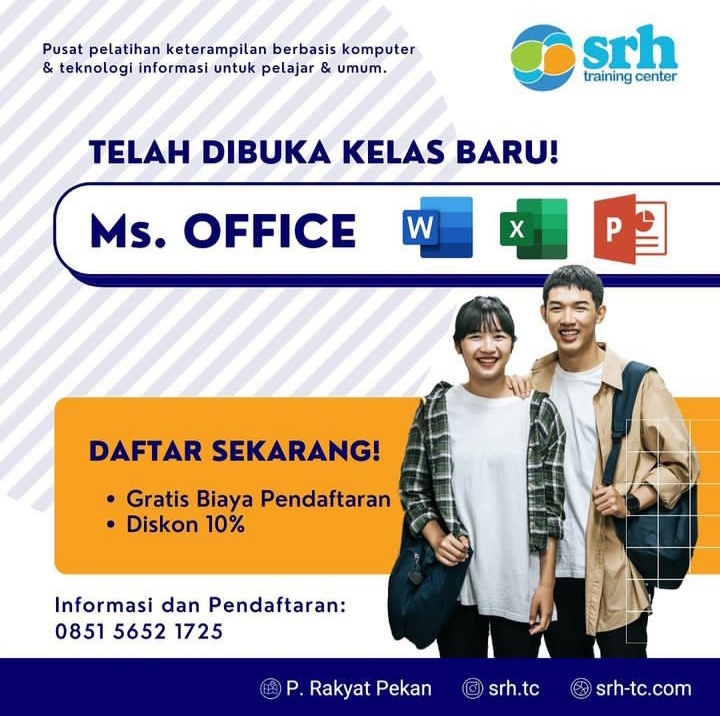 Pusat pelatihan keterampilan berbasis komputer
& teknologi informasi untuk pelajar & umum.
srh
training center
TELAH DIBUKA KELAS BARU!
Ms. OFFICE
W
X
P
DAFTAR SEKARANG!
• Gratis Biaya Pendaftaran
• Diskon 10%
Informasi dan Pendaftaran:
0851 5652 1725
P. Rakyat Pekan srh.tc srh-tc.com